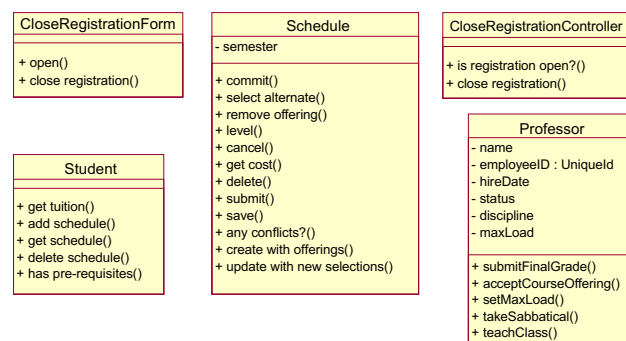 CloseRegistrationForm
+ open()
+ close registration()
Schedule
- semester
+ commit()
+ select alternate()
+ remove offering()
+ level()
+ cancel()
+ get cost()
+ delete()
+ submit()
+ save()
+ any conflicts?()
+ create with offerings()
+ update with new selections()
CloseRegistrationController
+ is registration open?()
+ close registration()
Student
+ get tuition()
+ add schedule()
+ get schedule()
+ delete schedule()
+ has pre-requisites()
Professor
- name
- employeeID : UniqueId
- hireDate
- status
- discipline
- maxLoad
+ submitFinalGrade()
+ acceptCourseOffering()
+ setMaxLoad()
+ takeSabbatical()
+ teachClass()